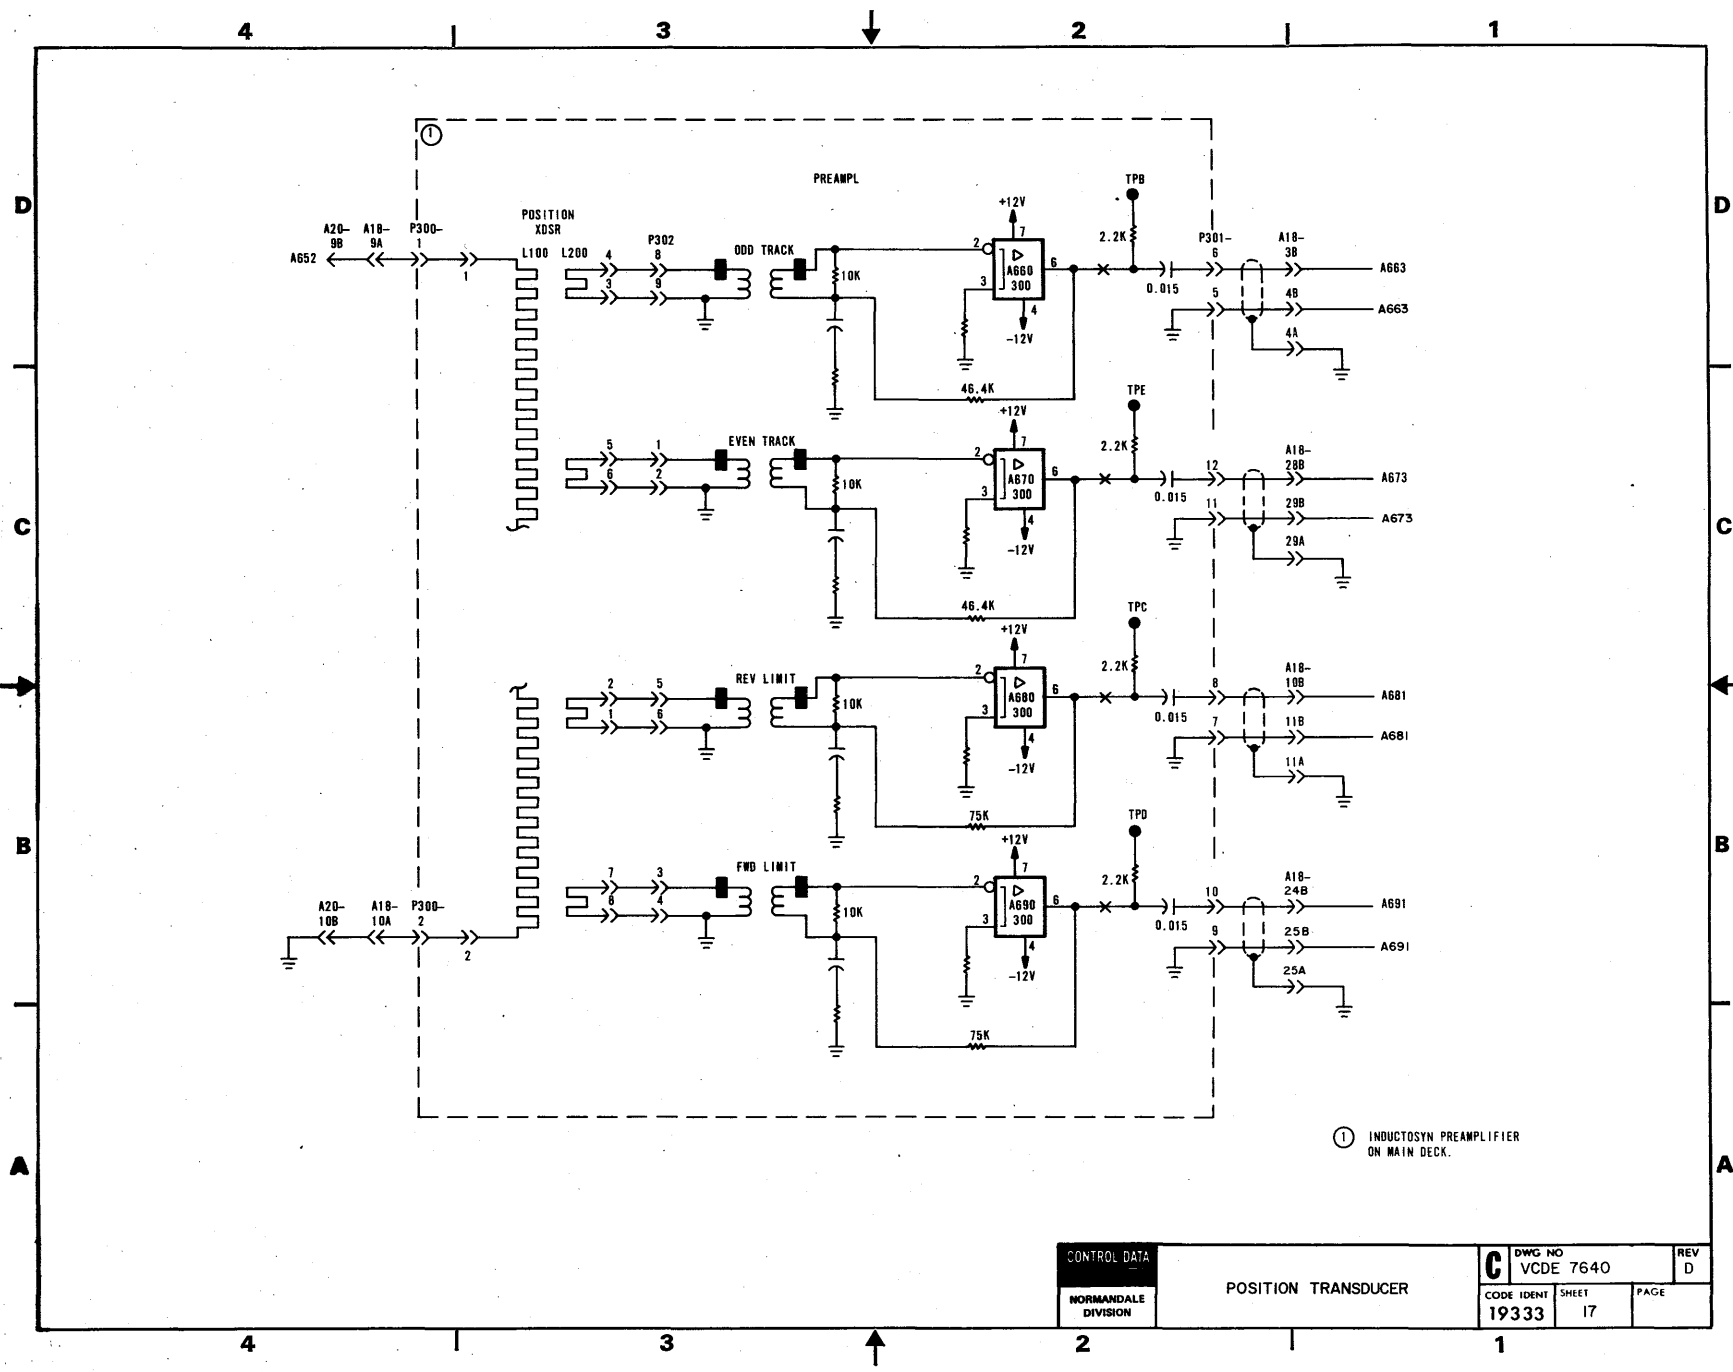 4 3 2 1
D D
1
PREAMPL
A652
A20-
9B
A18-
9A
P300-
1
1
POSITION
XDSR
L100 L200
4
3
P302
8
9
ODD TRACK
10K
2
3
+12V
7
A660
300
6
4
-12V
46.4K
TPB
2.2K
0.015
P301-
6
5
A18-
3B
4B
4A
A663
A663
C C
5
6
1
2
EVEN TRACK
10K
2
3
+12V
7
A670
300
6
4
-12V
46.4K
TPE
2.2K
0.015
12
11
A18-
28B
29B
29A
A673
A673
2
1
5
6
REV LIMIT
10K
2
3
+12V
7
A680
300
6
4
-12V
75K
TPC
2.2K
0.015
8
7
A18-
10B
11B
11A
A681
A681
B B
A20-
10B
A18-
10A
P300-
2
2
7
8
3
4
FWD LIMIT
10K
2
3
+12V
7
A690
300
6
4
-12V
75K
TPD
2.2K
0.015
10
9
A18-
24B
25B
25A
A691
A691
A A
1 INDUCTOSYN PREAMPLIFIER
ON MAIN DECK.
CONTROL DATA
NORMANDALE
DIVISION
POSITION TRANSDUCER
C
DWG NO
VCDE 7640
REV
D
CODE IDENT
19333
SHEET
17
PAGE
4 3 2 1